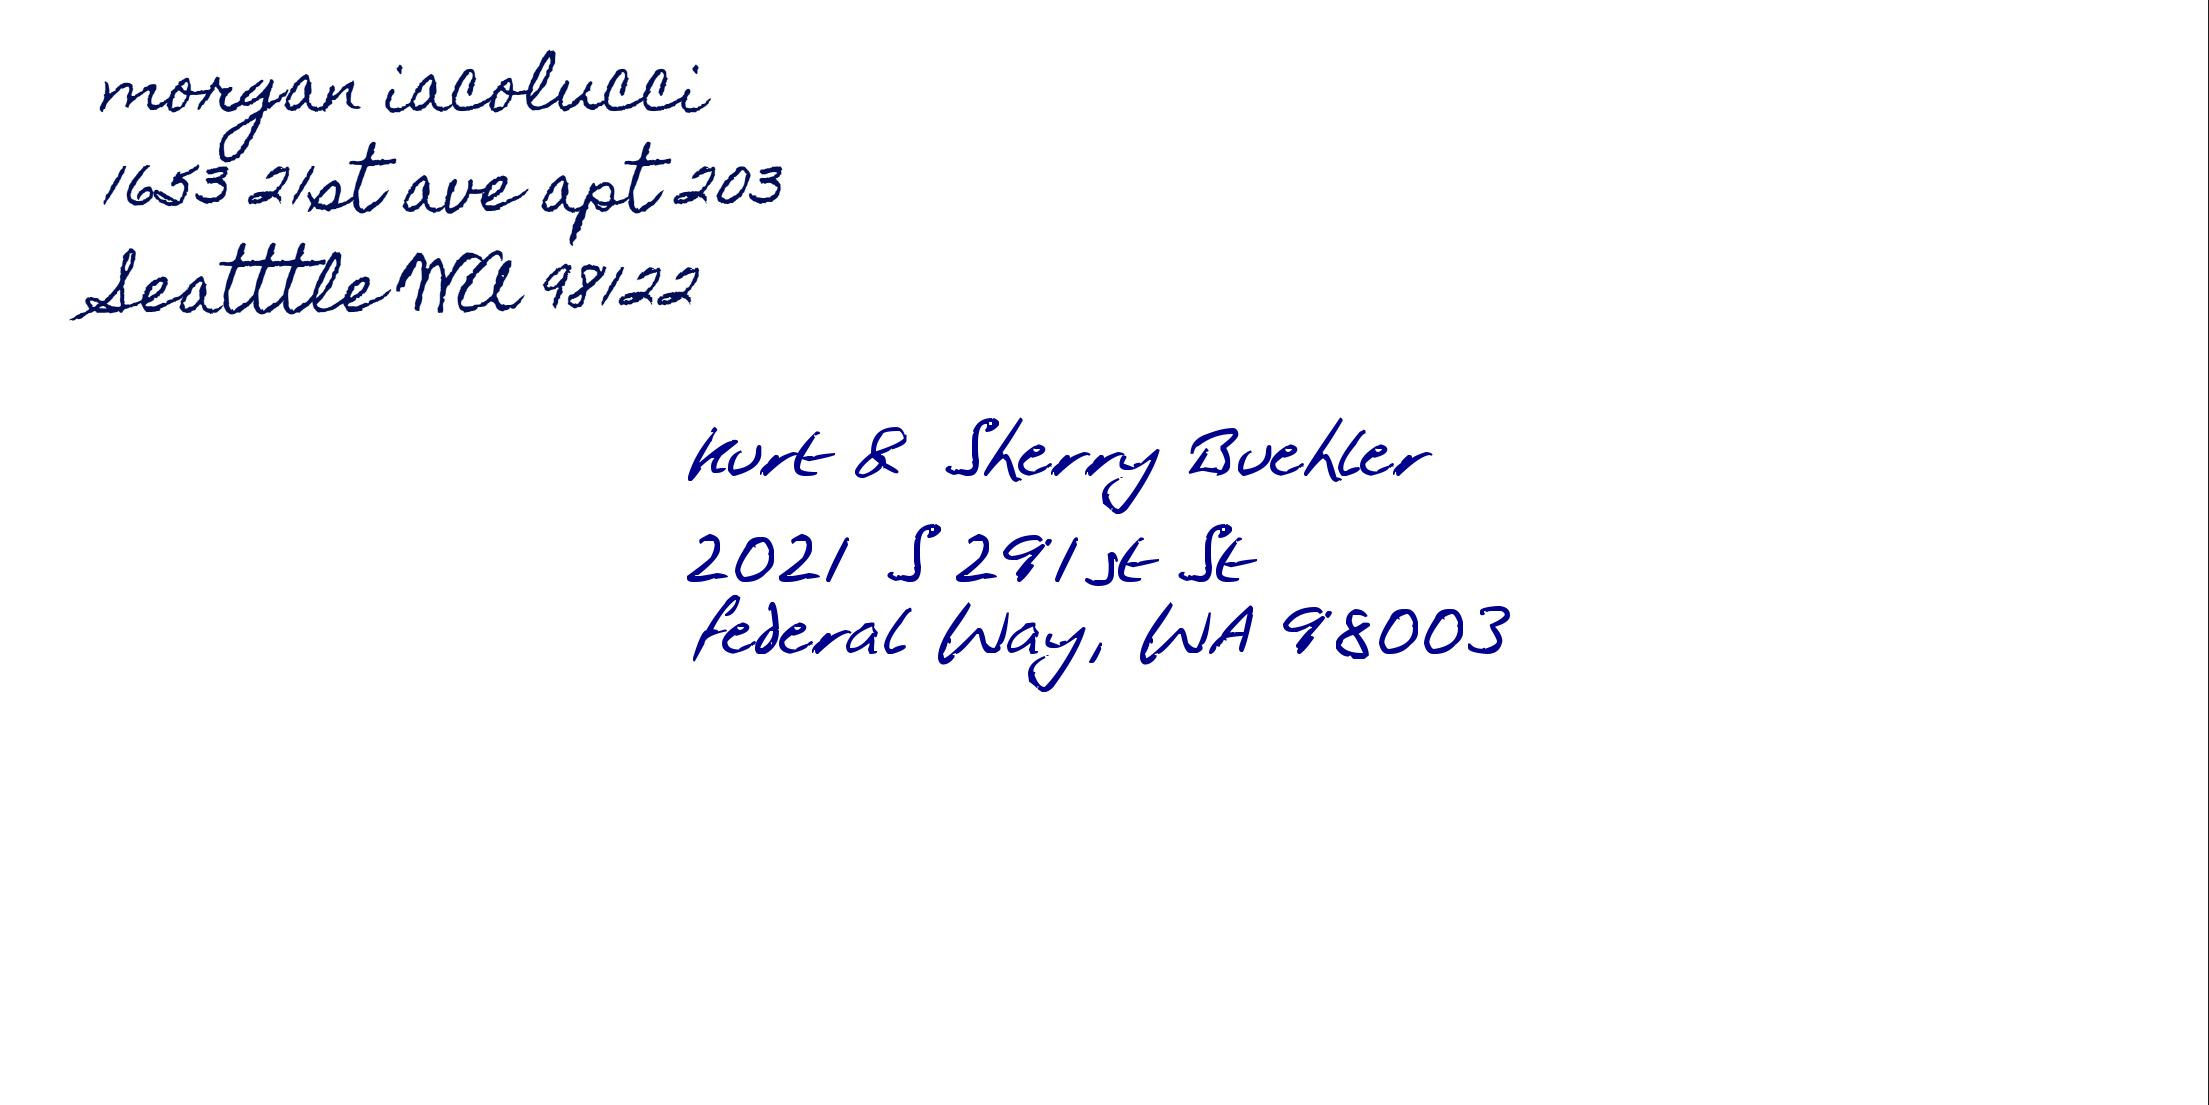 morgan iacolucci
1653 21st ave apt 203
Seatttle WA 98122
Kurt & Sherry Buehler
2021 S 291st St
Federal Way, WA 98003